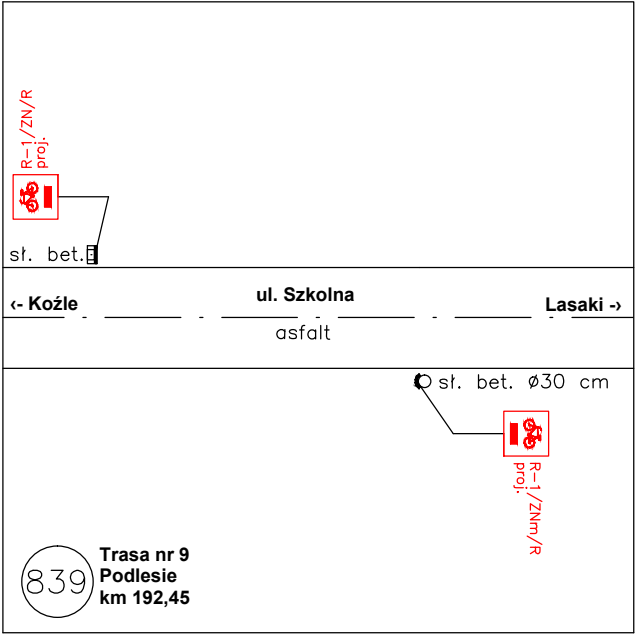 R-1/ZN/R
proj.
sł. bet.
<- Koźle
ul. Szkolna
Lasaki ->
asfalt
sł. bet. Ø30 cm
R-1/ZNm/R
proj.
839
Trasa nr 9
Podlesie
km 192,45